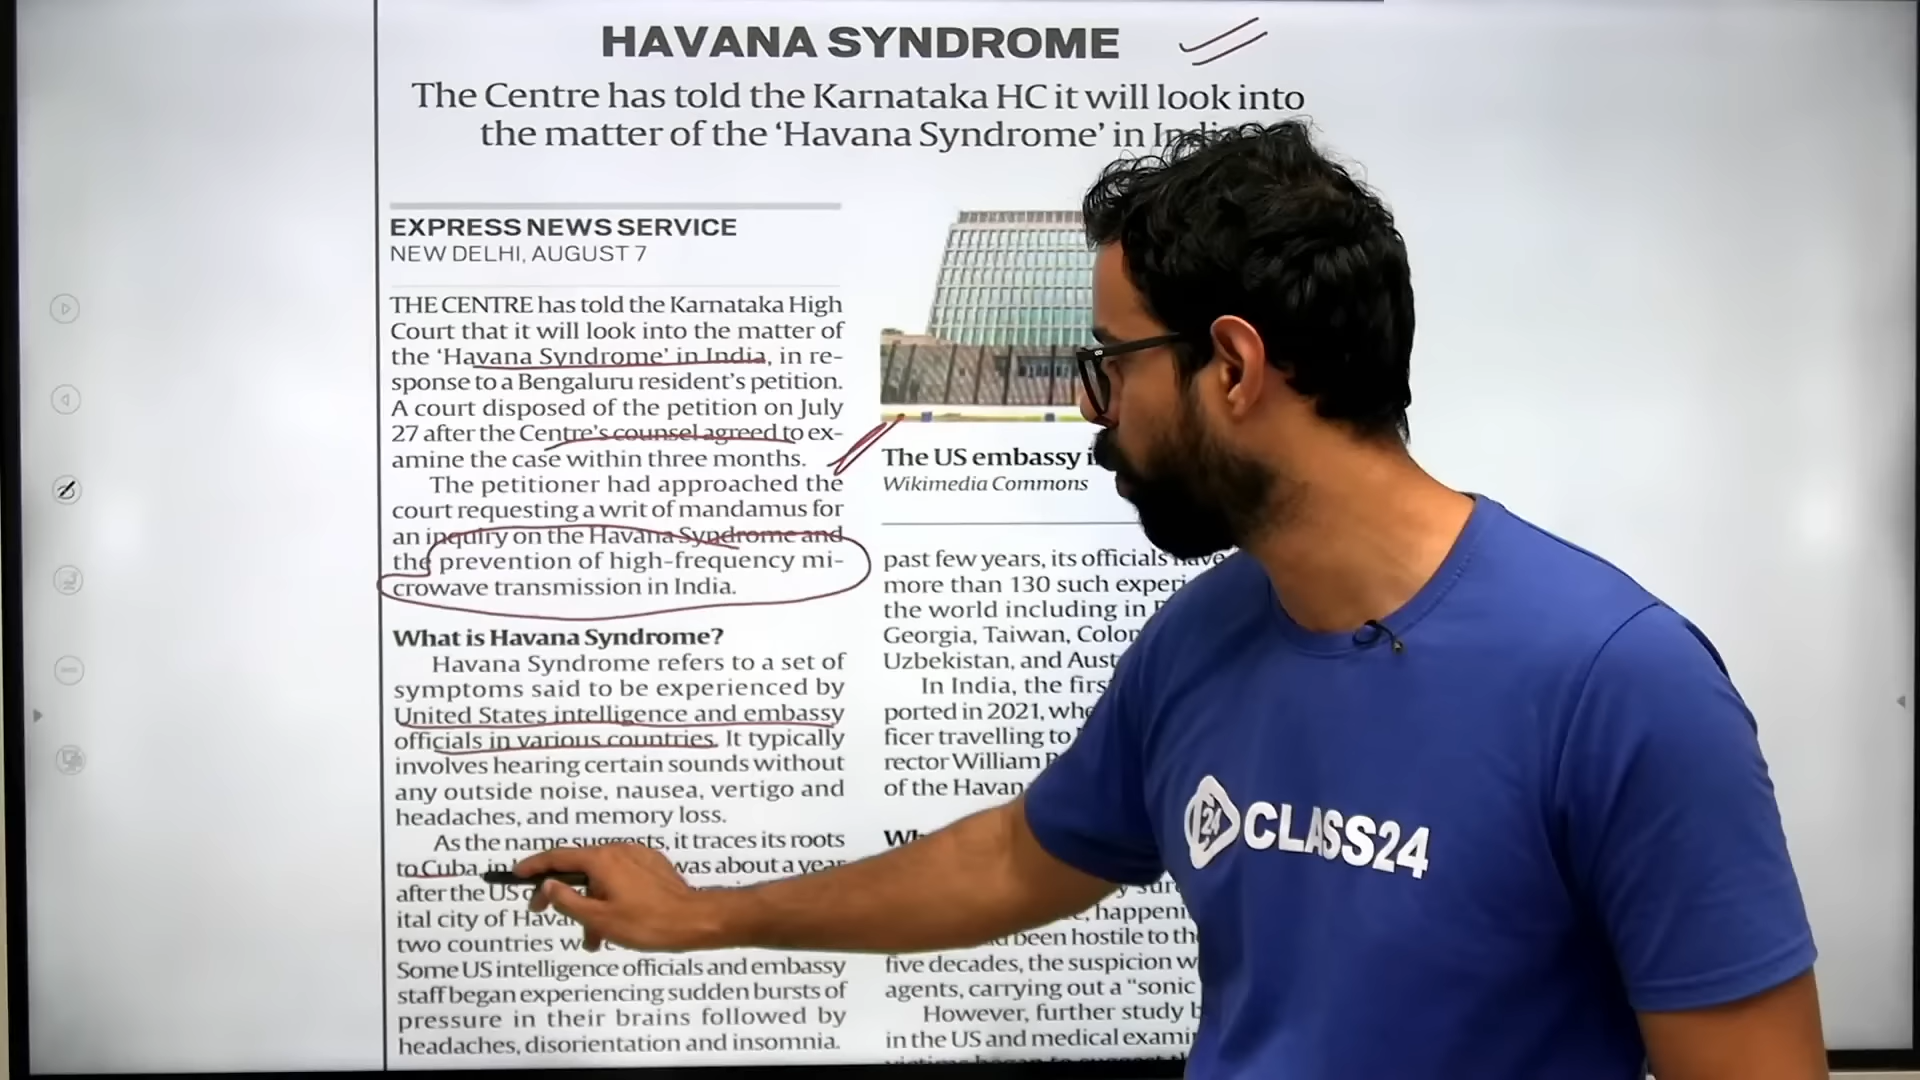 HAVANA SYNDROME
The Centre has told the Karnataka HC it will look into
the matter of the ‘Havana Syndrome’ in India
EXPRESS NEWS SERVICE
NEW DELHI, AUGUST 7
THE CENTRE has told the Karnataka High
Court that it will look into the matter of
the ‘Havana Syndrome’ in India, in re-
sponse to a Bengaluru resident’s petition.
A court disposed of the petition on July
27 after the Centre’s counsel agreed to ex-
amine the case within three months.
The petitioner had approached the
court requesting a writ of mandamus for
an inquiry on the Havana Syndrome and
the prevention of high-frequency mi-
crowave transmission in India.
What is Havana Syndrome?
Havana Syndrome refers to a set of
symptoms said to be experienced by
United States intelligence and embassy
officials in various countries. It typically
involves hearing certain sounds without
any outside noise, nausea, vertigo and
headaches, and memory loss.
As the name suggests, it traces its roots
to Cuba, in was about a year
after the US
ital city of
two countries
Some US intelligence officials and embassy
staff began experiencing sudden bursts of
pressure in their brains followed by
headaches, disorientation and insomnia.
The US embassy
Wikimedia Commons
past few years, its officials have
more than 130 such
the world including in
Georgia, Taiwan,
Uzbekistan, and
In India, the
ported in 2021,
ficer travelling to
rector William
of the
been hostile to
five decades, the suspicion
agents, carrying out a “sonic
However, further study
in the US and medical
24 CLASS24